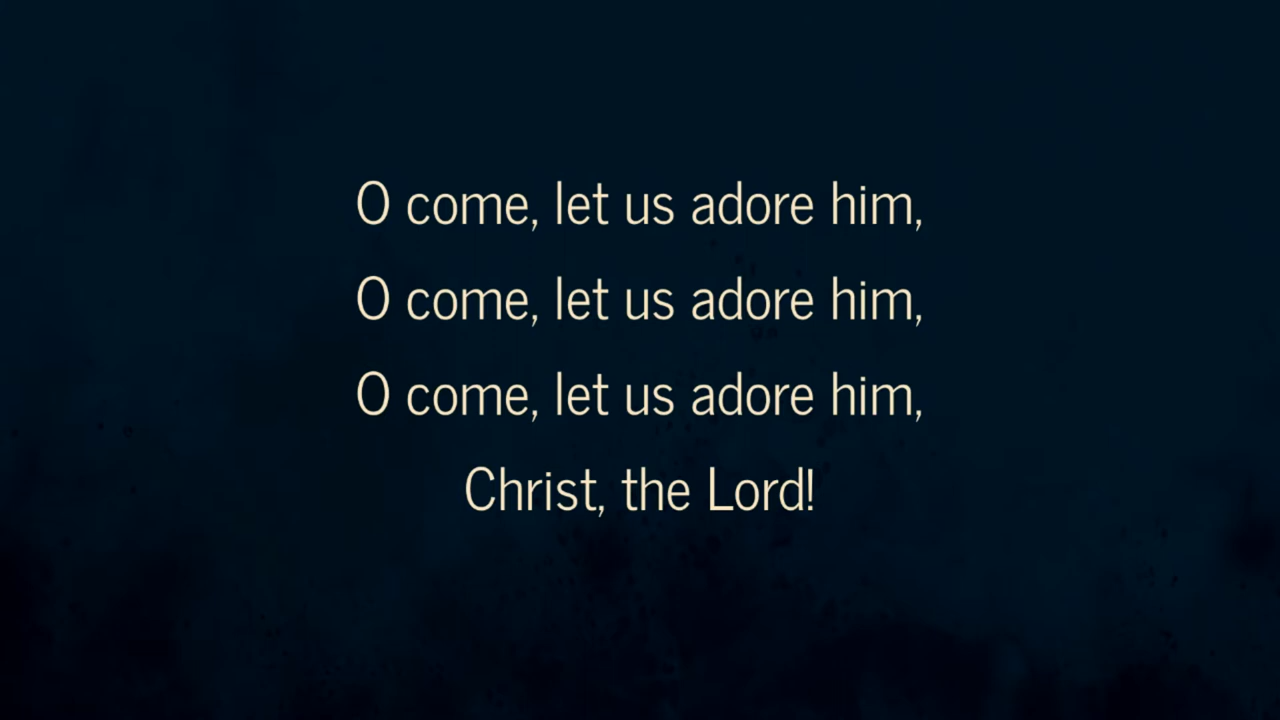 O come, let us adore him,
O come, let us adore him,
O come, let us adore him,
Christ, the Lord!